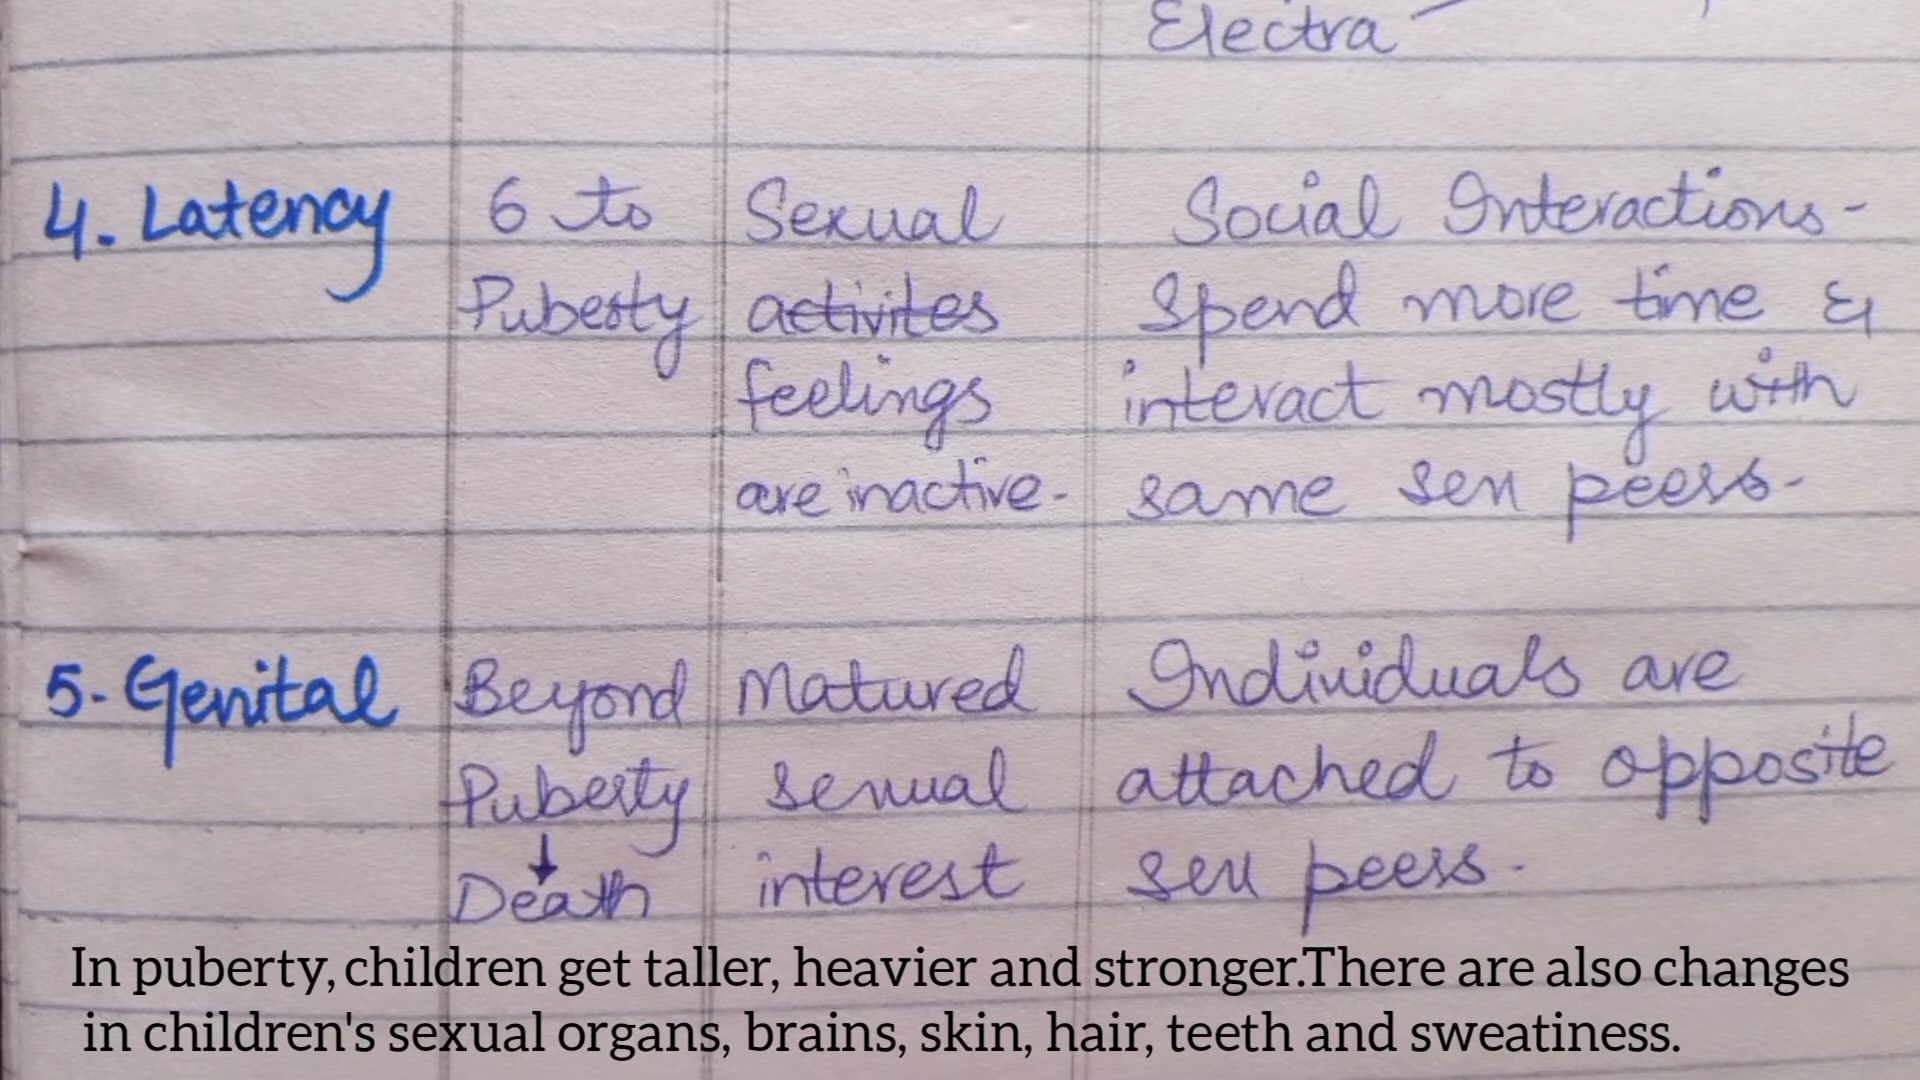 Electra
4. Latency
6 to
Puberty
Sexual
activites
feelings
are inactive.
Social Interactions-
Spend more time &
interact mostly with
same sex peers.
5. Genital
Beyond
Puberty
↓
Death
Matured
sexual
interest
Individuals are
attached to opposite
sex peers.
In puberty, children get taller, heavier and stronger.There are also changes
in children's sexual organs, brains, skin, hair, teeth and sweatiness.